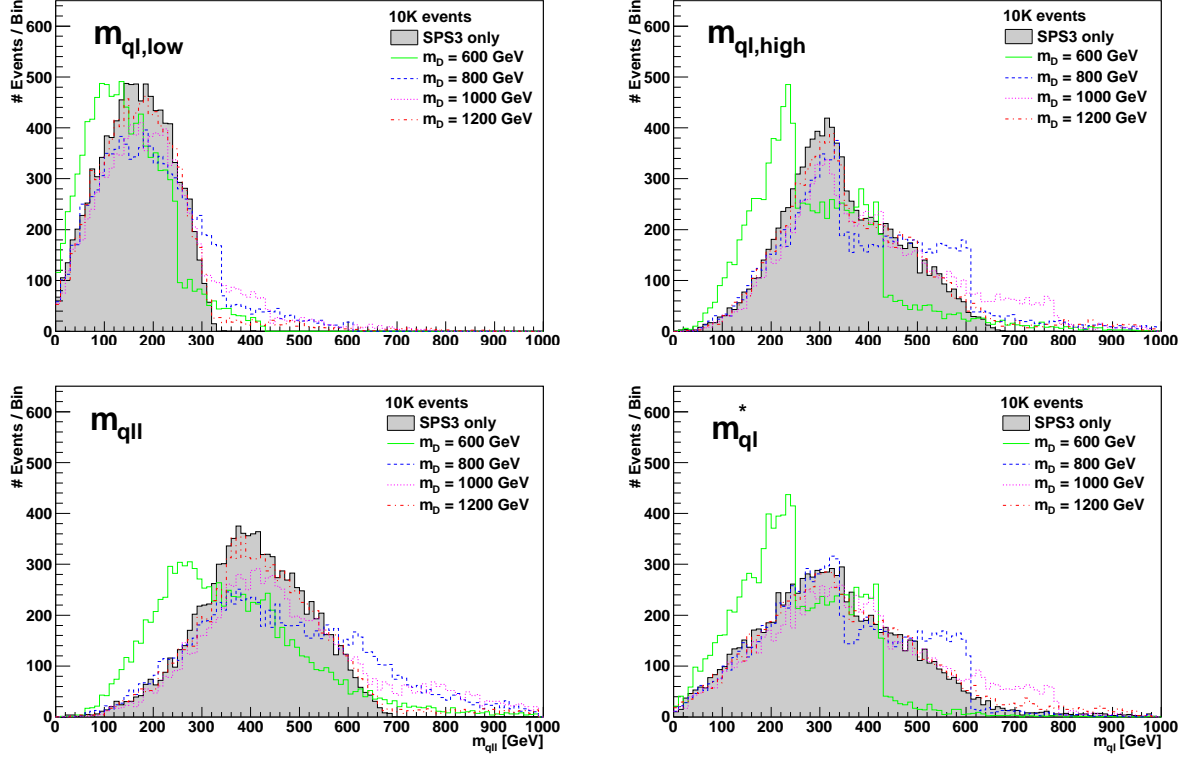 # Events / Bin
600
500
400
300
200
100
0
m_ql,low
10K events
SPS3 only
m_D = 600 GeV
m_D = 800 GeV
m_D = 1000 GeV
m_D = 1200 GeV
0 100 200 300 400 500 600 700 800 900 1000
# Events / Bin
600
500
400
300
200
100
0
m_ql,high
10K events
SPS3 only
m_D = 600 GeV
m_D = 800 GeV
m_D = 1000 GeV
m_D = 1200 GeV
0 100 200 300 400 500 600 700 800 900 1000
# Events / Bin
600
500
400
300
200
100
0
m_qll
10K events
SPS3 only
m_D = 600 GeV
m_D = 800 GeV
m_D = 1000 GeV
m_D = 1200 GeV
0 100 200 300 400 500 600 700 800 900 1000
m_qll [GeV]
# Events / Bin
600
500
400
300
200
100
0
m*_ql
10K events
SPS3 only
m_D = 600 GeV
m_D = 800 GeV
m_D = 1000 GeV
m_D = 1200 GeV
0 100 200 300 400 500 600 700 800 900 1000
m_ql [GeV]